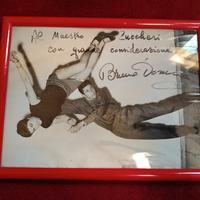 Al Maestro Zuccheri
con grande considerazione
Bruno